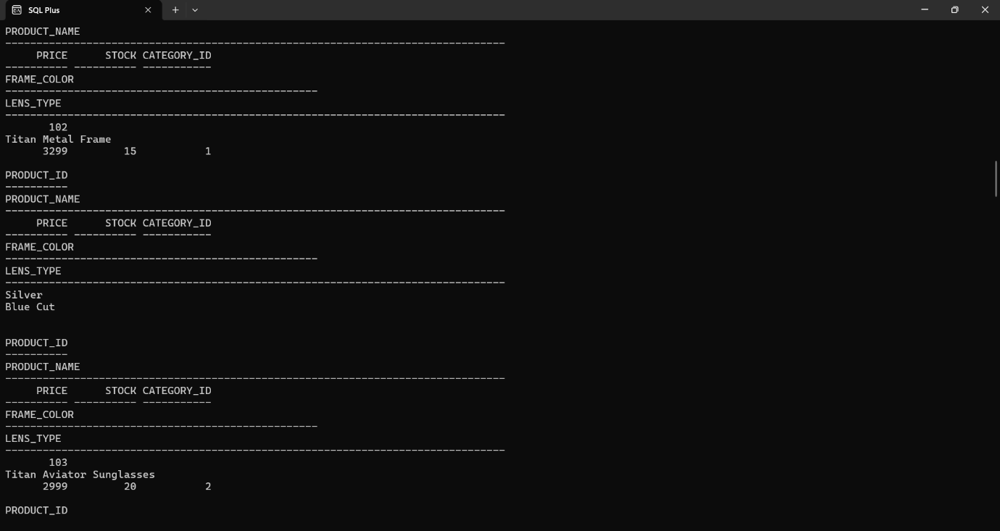 SQL Plus
PRODUCT_NAME
--------------------------------------------------------------------------------
     PRICE      STOCK CATEGORY_ID
---------- ---------- -----------
FRAME_COLOR
--------------------------------------------------
LENS_TYPE
--------------------------------------------------------------------------------
       102
Titan Metal Frame
      3299         15           1

PRODUCT_ID
----------
PRODUCT_NAME
--------------------------------------------------------------------------------
     PRICE      STOCK CATEGORY_ID
---------- ---------- -----------
FRAME_COLOR
--------------------------------------------------
LENS_TYPE
--------------------------------------------------------------------------------
Silver
Blue Cut


PRODUCT_ID
----------
PRODUCT_NAME
--------------------------------------------------------------------------------
     PRICE      STOCK CATEGORY_ID
---------- ---------- -----------
FRAME_COLOR
--------------------------------------------------
LENS_TYPE
--------------------------------------------------------------------------------
       103
Titan Aviator Sunglasses
      2999         20           2

PRODUCT_ID